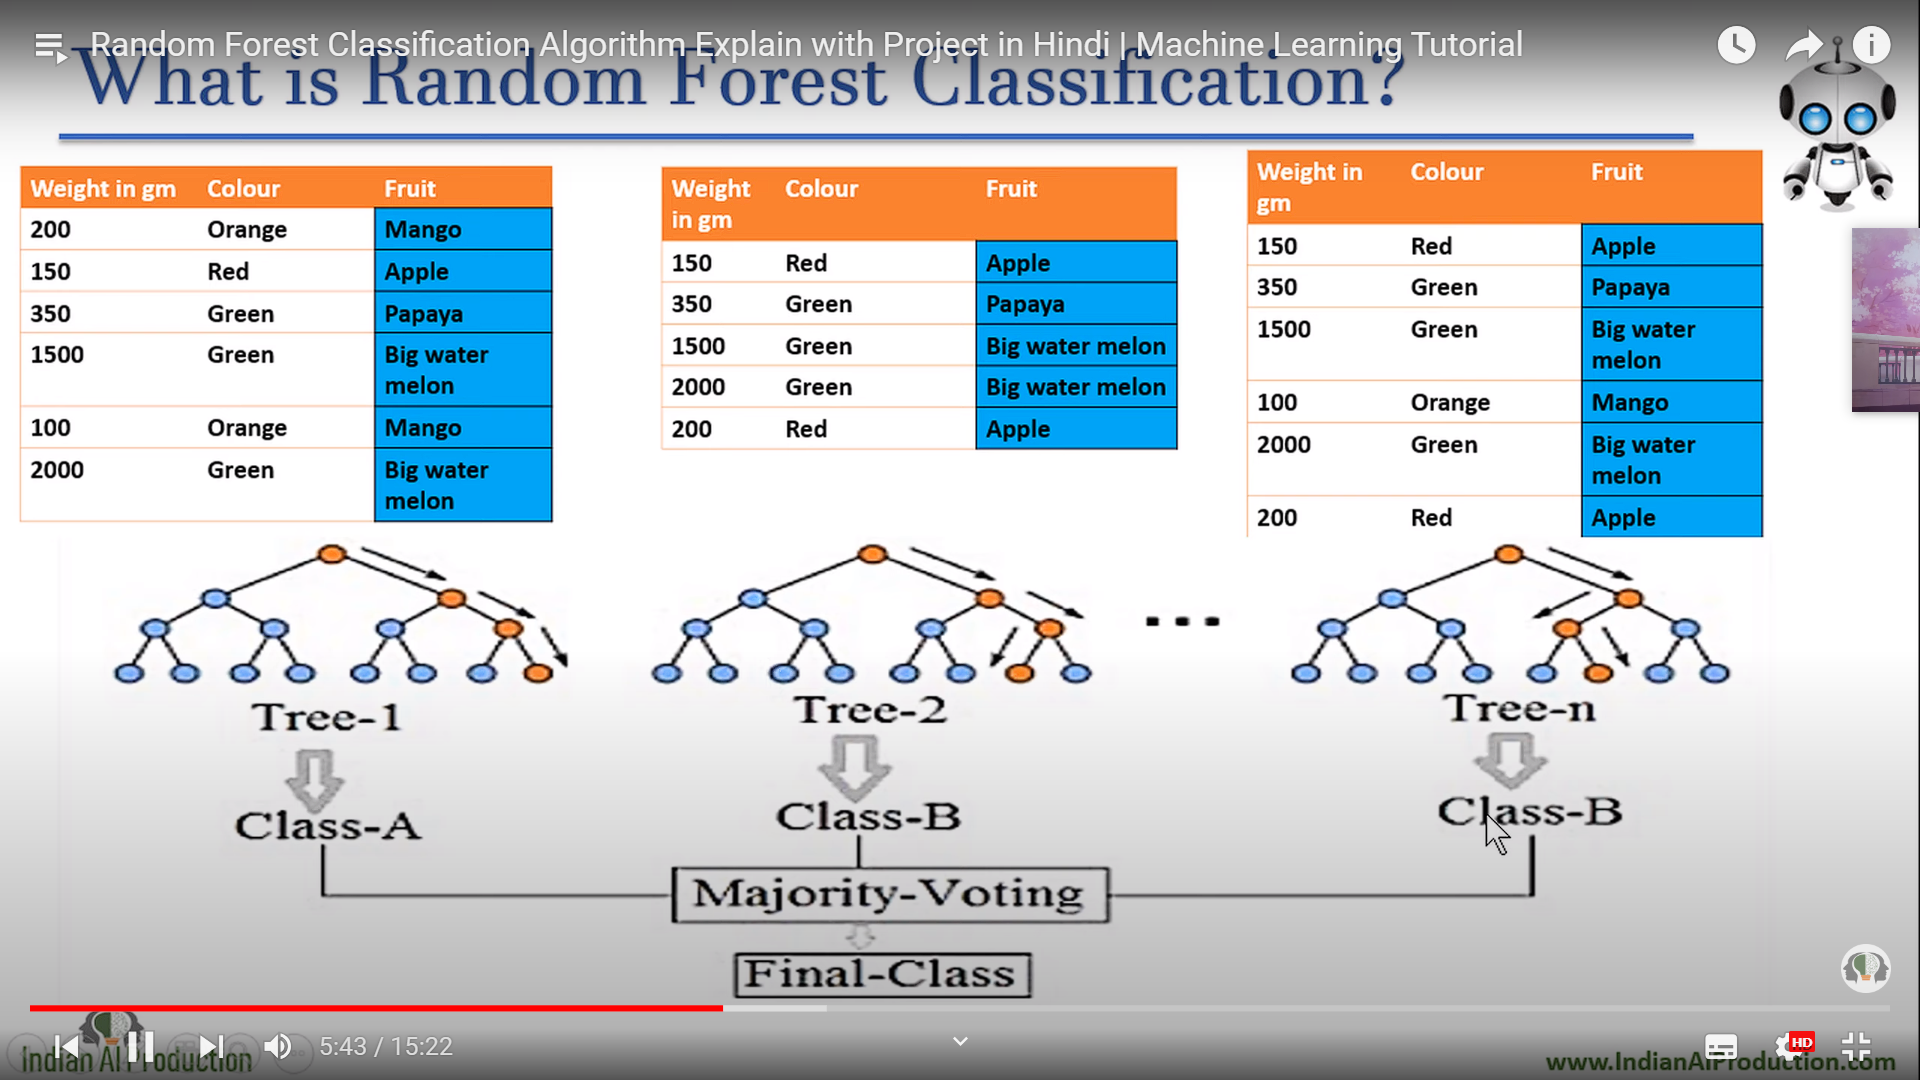 Random Forest Classification Algorithm Explain with Project in Hindi | Machine Learning Tutorial
What is Random Forest Classification?
Weight in gm Colour Fruit
200 Orange Mango
150 Red Apple
350 Green Papaya
1500 Green Big water
melon
100 Orange Mango
2000 Green Big water
melon
Weight Colour Fruit
in gm
150 Red Apple
350 Green Papaya
1500 Green Big water melon
2000 Green Big water melon
200 Red Apple
Weight in Colour Fruit
gm
150 Red Apple
350 Green Papaya
1500 Green Big water
melon
100 Orange Mango
2000 Green Big water
melon
200 Red Apple
Tree-1 Tree-2 Tree-n
Class-A Class-B Class-B
Majority-Voting
Final-Class
5:43 / 15:22
HD
Indian AI Production
www.IndianAIProduction.com